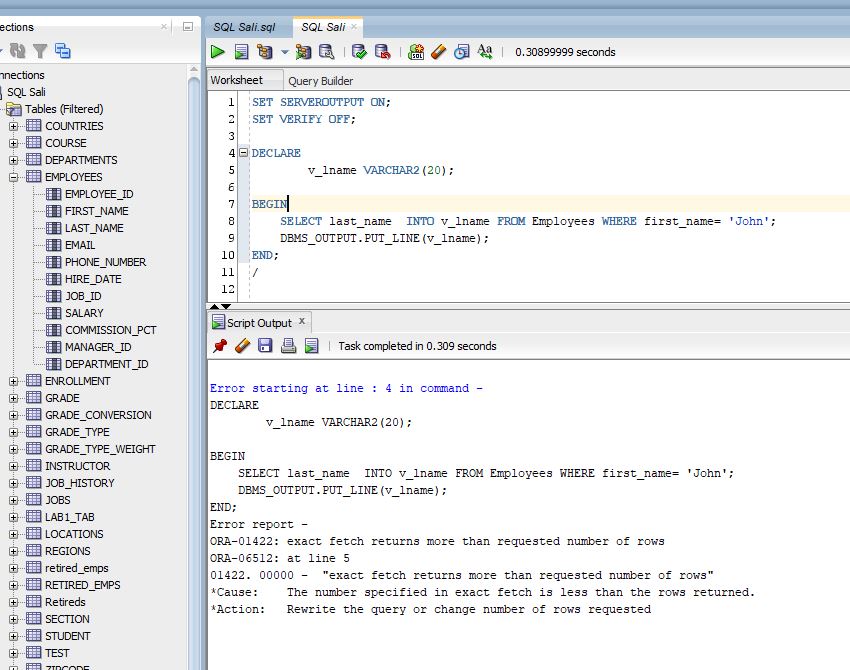 ections
SQL Sali.sql
SQL Sali
0.30899999 seconds
nnections
SQL Sali
Tables (Filtered)
COUNTRIES
COURSE
DEPARTMENTS
EMPLOYEES
EMPLOYEE_ID
FIRST_NAME
LAST_NAME
EMAIL
PHONE_NUMBER
HIRE_DATE
JOB_ID
SALARY
COMMISSION_PCT
MANAGER_ID
DEPARTMENT_ID
ENROLLMENT
GRADE
GRADE_CONVERSION
GRADE_TYPE
GRADE_TYPE_WEIGHT
INSTRUCTOR
JOB_HISTORY
JOBS
LAB1_TAB
LOCATIONS
REGIONS
retired_emps
RETIRED_EMPS
Retireds
SECTION
STUDENT
TEST
ZIPCODE
Worksheet
Query Builder
1 SET SERVEROUTPUT ON;
2 SET VERIFY OFF;
3
4 DECLARE
5 v_lname VARCHAR2(20);
6
7 BEGIN
8 SELECT last_name  INTO v_lname FROM Employees WHERE first_name= 'John';
9 DBMS_OUTPUT.PUT_LINE(v_lname);
10 END;
11 /
12
Script Output x
Task completed in 0.309 seconds
Error starting at line : 4 in command -
DECLARE
v_lname VARCHAR2(20);
BEGIN
SELECT last_name  INTO v_lname FROM Employees WHERE first_name= 'John';
DBMS_OUTPUT.PUT_LINE(v_lname);
END;
Error report -
ORA-01422: exact fetch returns more than requested number of rows
ORA-06512: at line 5
01422. 00000 -  "exact fetch returns more than requested number of rows"
*Cause:    The number specified in exact fetch is less than the rows returned.
*Action:   Rewrite the query or change number of rows requested